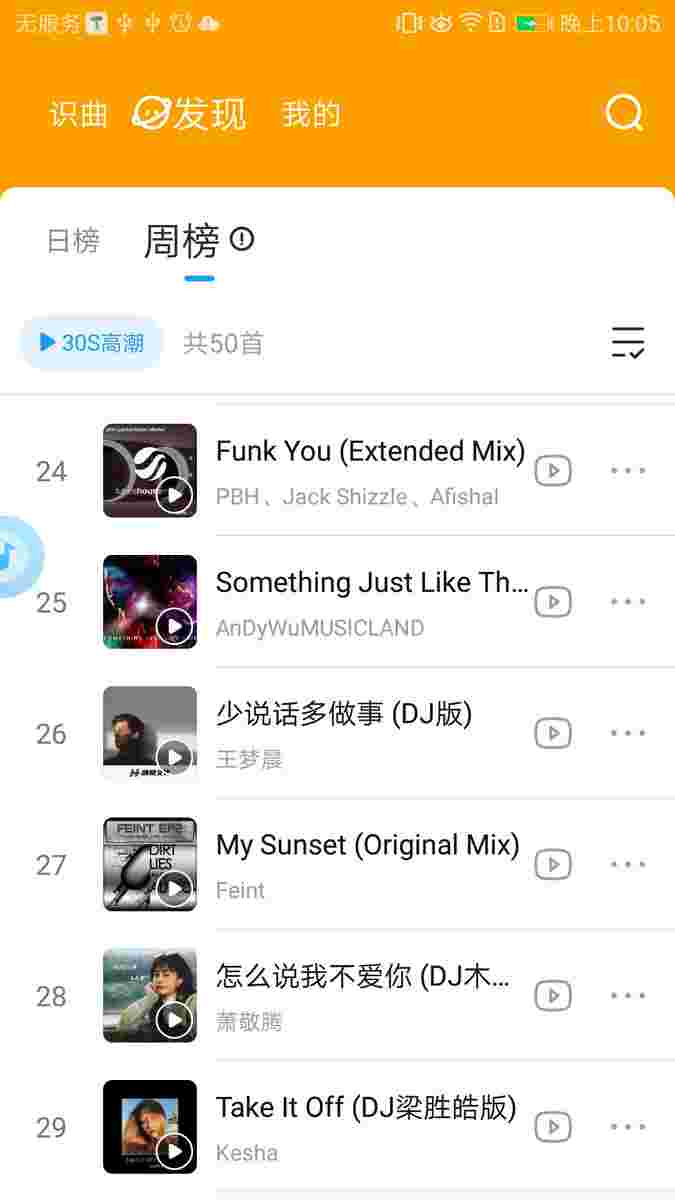 无服务 晚上10:05
识曲 发现 我的
日榜 周榜
30S高潮 共50首
24 Funk You (Extended Mix)
PBH、Jack Shizzle、Afishal
25 Something Just Like Th...
AnDyWuMUSICLAND
26 少说话多做事 (DJ版)
王梦晨
27 FEINT EP2
DIRT
LIES
My Sunset (Original Mix)
Feint
28 怎么说我不爱你 (DJ木...
萧敬腾
29 Take It Off (DJ梁胜皓版)
Kesha